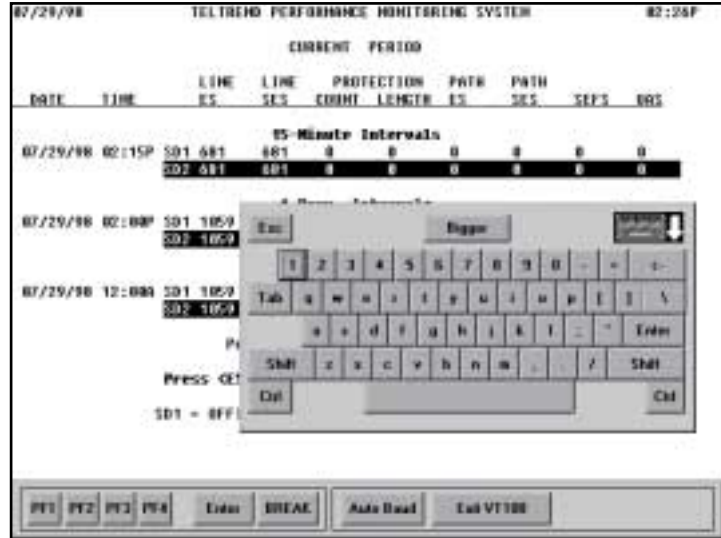 07/29/98 TELTREND PERFORMANCE MONITORING SYSTEM 02:26P
CURRENT PERIOD
LINE LINE PROTECTION PATH PATH
DATE TIME ES SES COUNT LENGTH ES SES SEFS UAS
15-Minute Intervals
07/29/98 02:15P SD1 681 681 0 0 0 0 0 0
SD2 681 681 0 0 0 0 0 0
Intervals
07/29/98 02:00P SD1 1059
SD2 1059
07/29/98 12:00A SD1 1059
SD2 1059
Press
SD1 = OFF
Esc Bigger
1 2 3 4 5 6 7 8 9 0 - = <-
Tab q w e r t y u i o p [ ] \
a s d f g h j k l ; " Enter
Shift z x c v b n m , . / Shift
Ctrl Ctrl
PF1 PF2 PF3 PF4 Enter BREAK Auto Baud Exit VT100